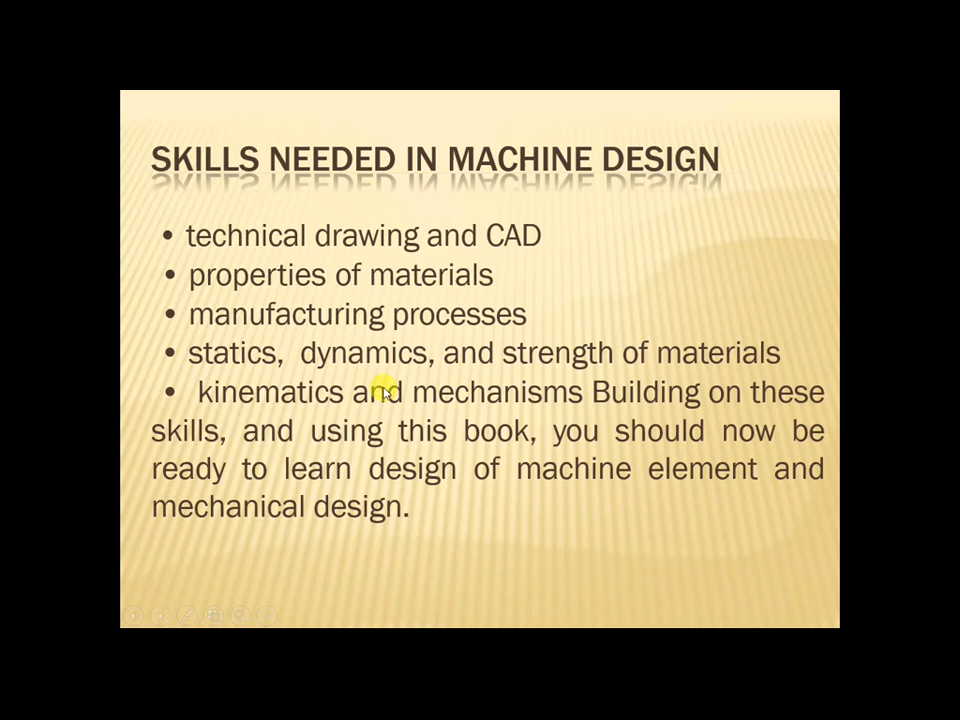 SKILLS NEEDED IN MACHINE DESIGN
• technical drawing and CAD
• properties of materials
• manufacturing processes
• statics, dynamics, and strength of materials
• kinematics and mechanisms Building on these
skills, and using this book, you should now be
ready to learn design of machine element and
mechanical design.